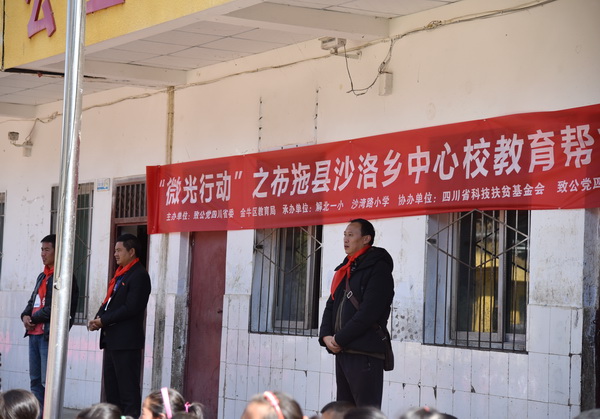 “微光行动”之布拖县沙洛乡中心校教育帮
主办单位：致公党四川省委 金牛区教育局 承办单位：解北一小 沙湾路小学 协办单位：四川省科技扶贫基金会 致公党四